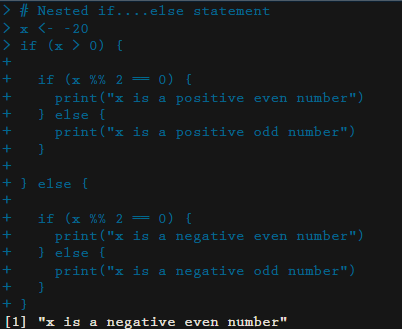 > # Nested if....else statement
> x <- -20
> if (x > 0) {
+
+   if (x %% 2 == 0) {
+     print("x is a positive even number")
+   } else {
+     print("x is a positive odd number")
+   }
+
+ } else {
+
+   if (x %% 2 == 0) {
+     print("x is a negative even number")
+   } else {
+     print("x is a negative odd number")
+   }
+ }
[1] "x is a negative even number"